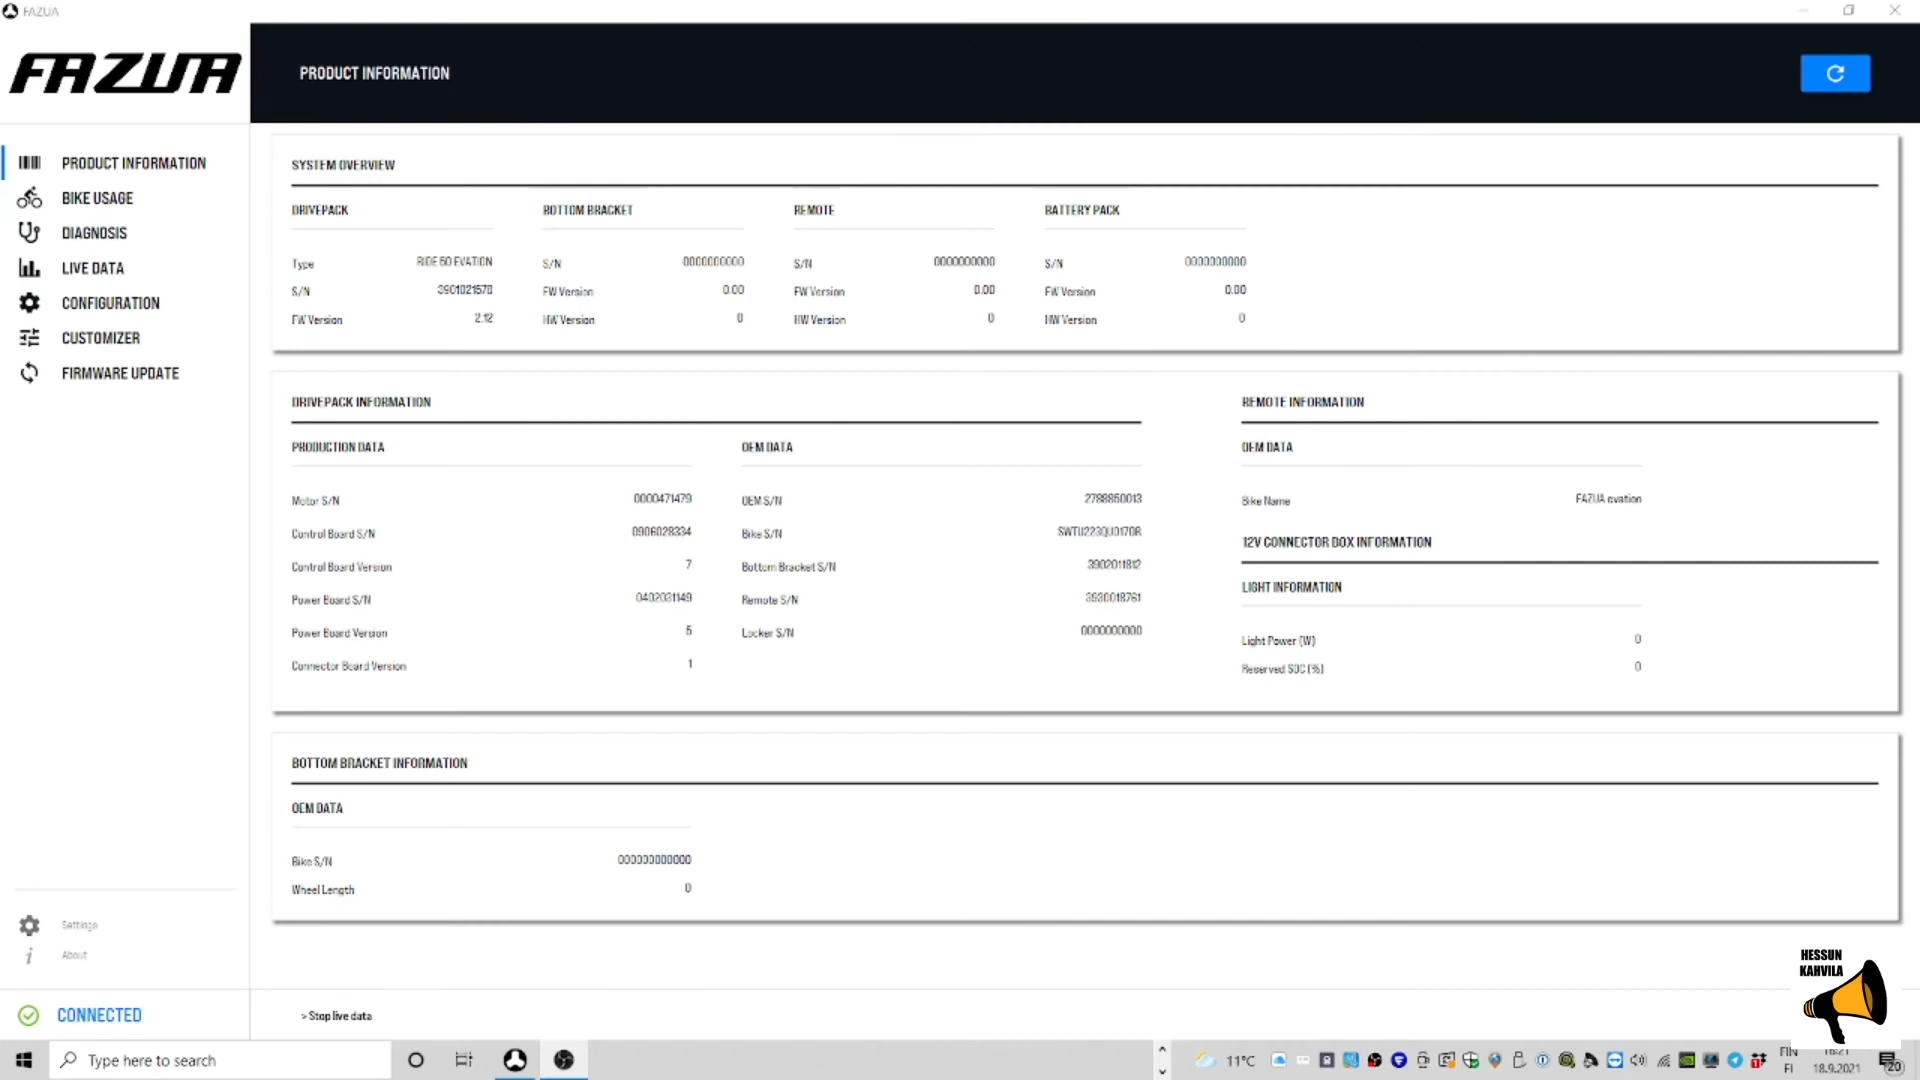 FAZUA
FAZUA
PRODUCT INFORMATION
PRODUCT INFORMATION
BIKE USAGE
DIAGNOSIS
LIVE DATA
CONFIGURATION
CUSTOMIZER
FIRMWARE UPDATE
Settings
About
CONNECTED
SYSTEM OVERVIEW
DRIVEPACK
Type RIDE 50 EVATION
S/N 3901021570
FW Version 2.12
BOTTOM BRACKET
S/N 0000000000
FW Version 0.00
HW Version 0
REMOTE
S/N 0000000000
FW Version 0.00
HW Version 0
BATTERY PACK
S/N 0000000000
FW Version 0.00
HW Version 0
DRIVEPACK INFORMATION
PRODUCTION DATA
Motor S/N 0000471479
Control Board S/N 0906028334
Control Board Version 7
Power Board S/N 0402031149
Power Board Version 5
Connector Board Version 1
OEM DATA
OEM S/N 2788850013
Bike S/N
Bottom Bracket S/N 3902011812
Remote S/N 3930018761
Locker S/N 0000000000
REMOTE INFORMATION
OEM DATA
Bike Name FAZUA evation
12V CONNECTOR BOX INFORMATION
LIGHT INFORMATION
Light Power (W) 0
Reserved SOC (%) 0
BOTTOM BRACKET INFORMATION
OEM DATA
Bike S/N 000000000000
Wheel Length 0
> Stop live data
HESSUN
KAHVILA
Type here to search
11°C
FIN
FI
18.9.2021
20